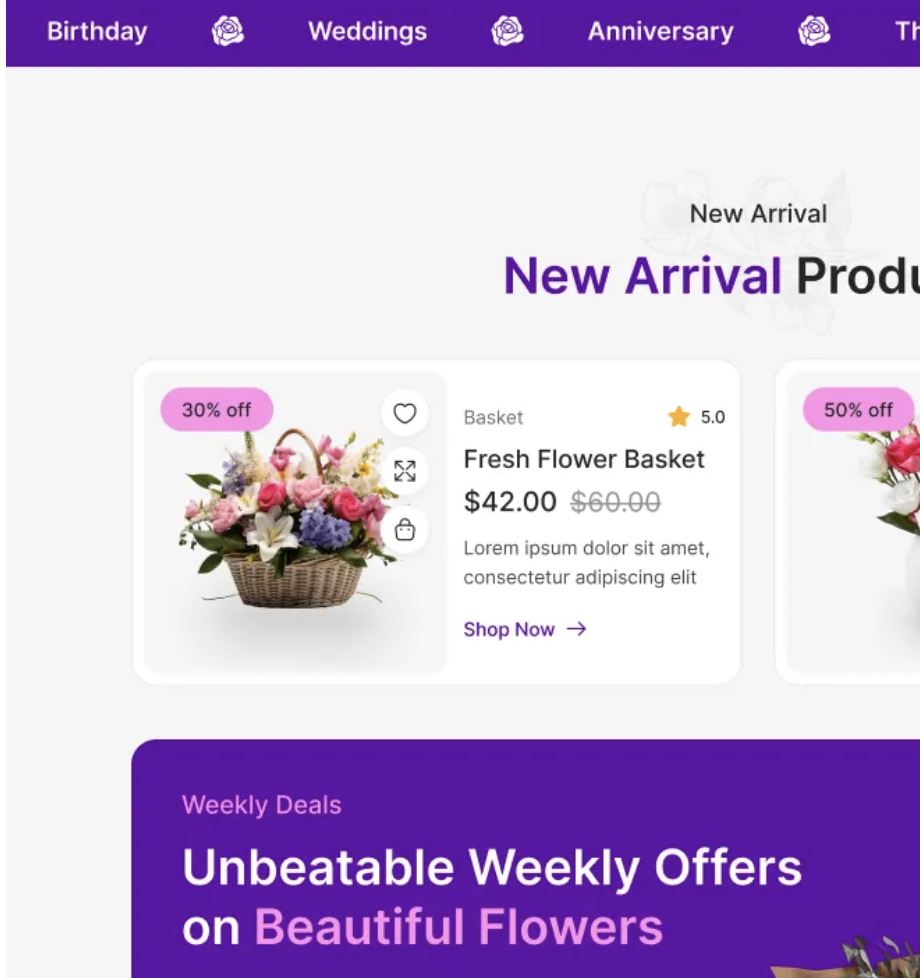 Birthday
Weddings
Anniversary
New Arrival
New Arrival
30% off
Basket
5.0
Fresh Flower Basket
$42.00 $60.00
Lorem ipsum dolor sit amet,
consectetur adipiscing elit
Shop Now
50% off
Weekly Deals
Unbeatable Weekly Offers
on Beautiful Flowers